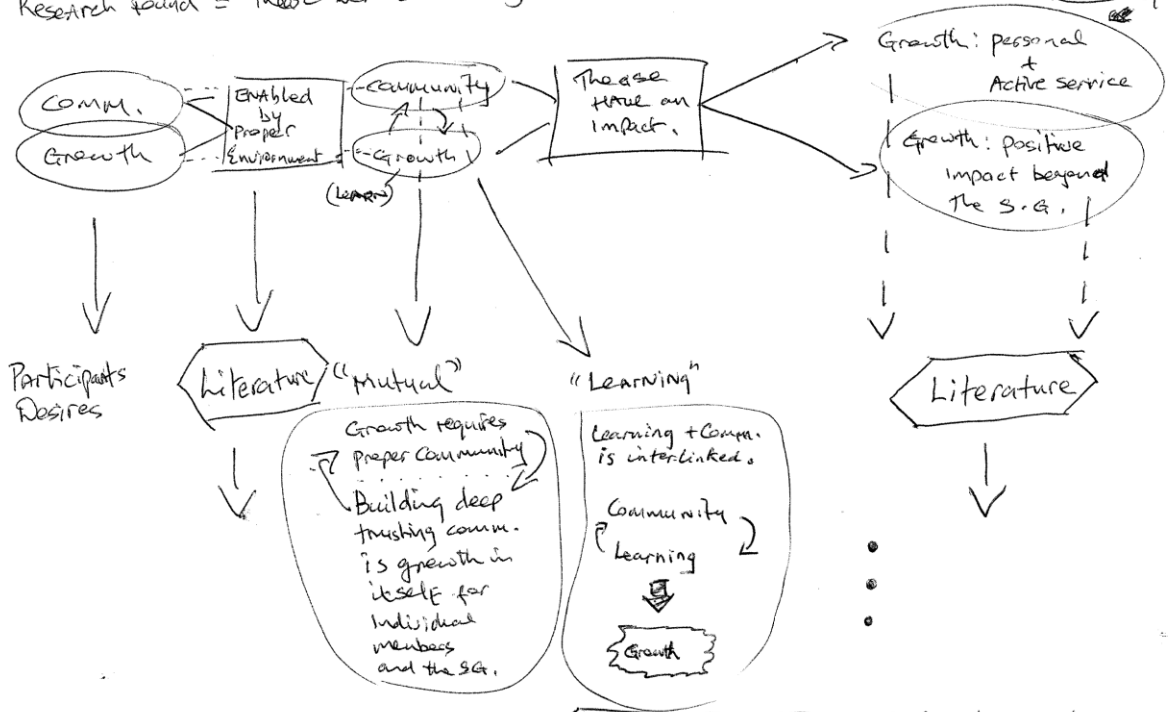 Research found =
Comm.
Growth
ENAbled
by
Proper
Environment
community
Growth
(LEARN)
These
HAVE an
impact.
Growth: personal
+
Active service
Growth: positive
impact beyond
The S.G.
Participants
Desires
Literature
"Mutual"
Growth requires
proper community
Building deep
trusting comm.
is growth in
itself for
Individual
members
and the SG.
"LEARNING"
Learning + Comm.
is interlinked.
Community
Learning
Growth
Literature